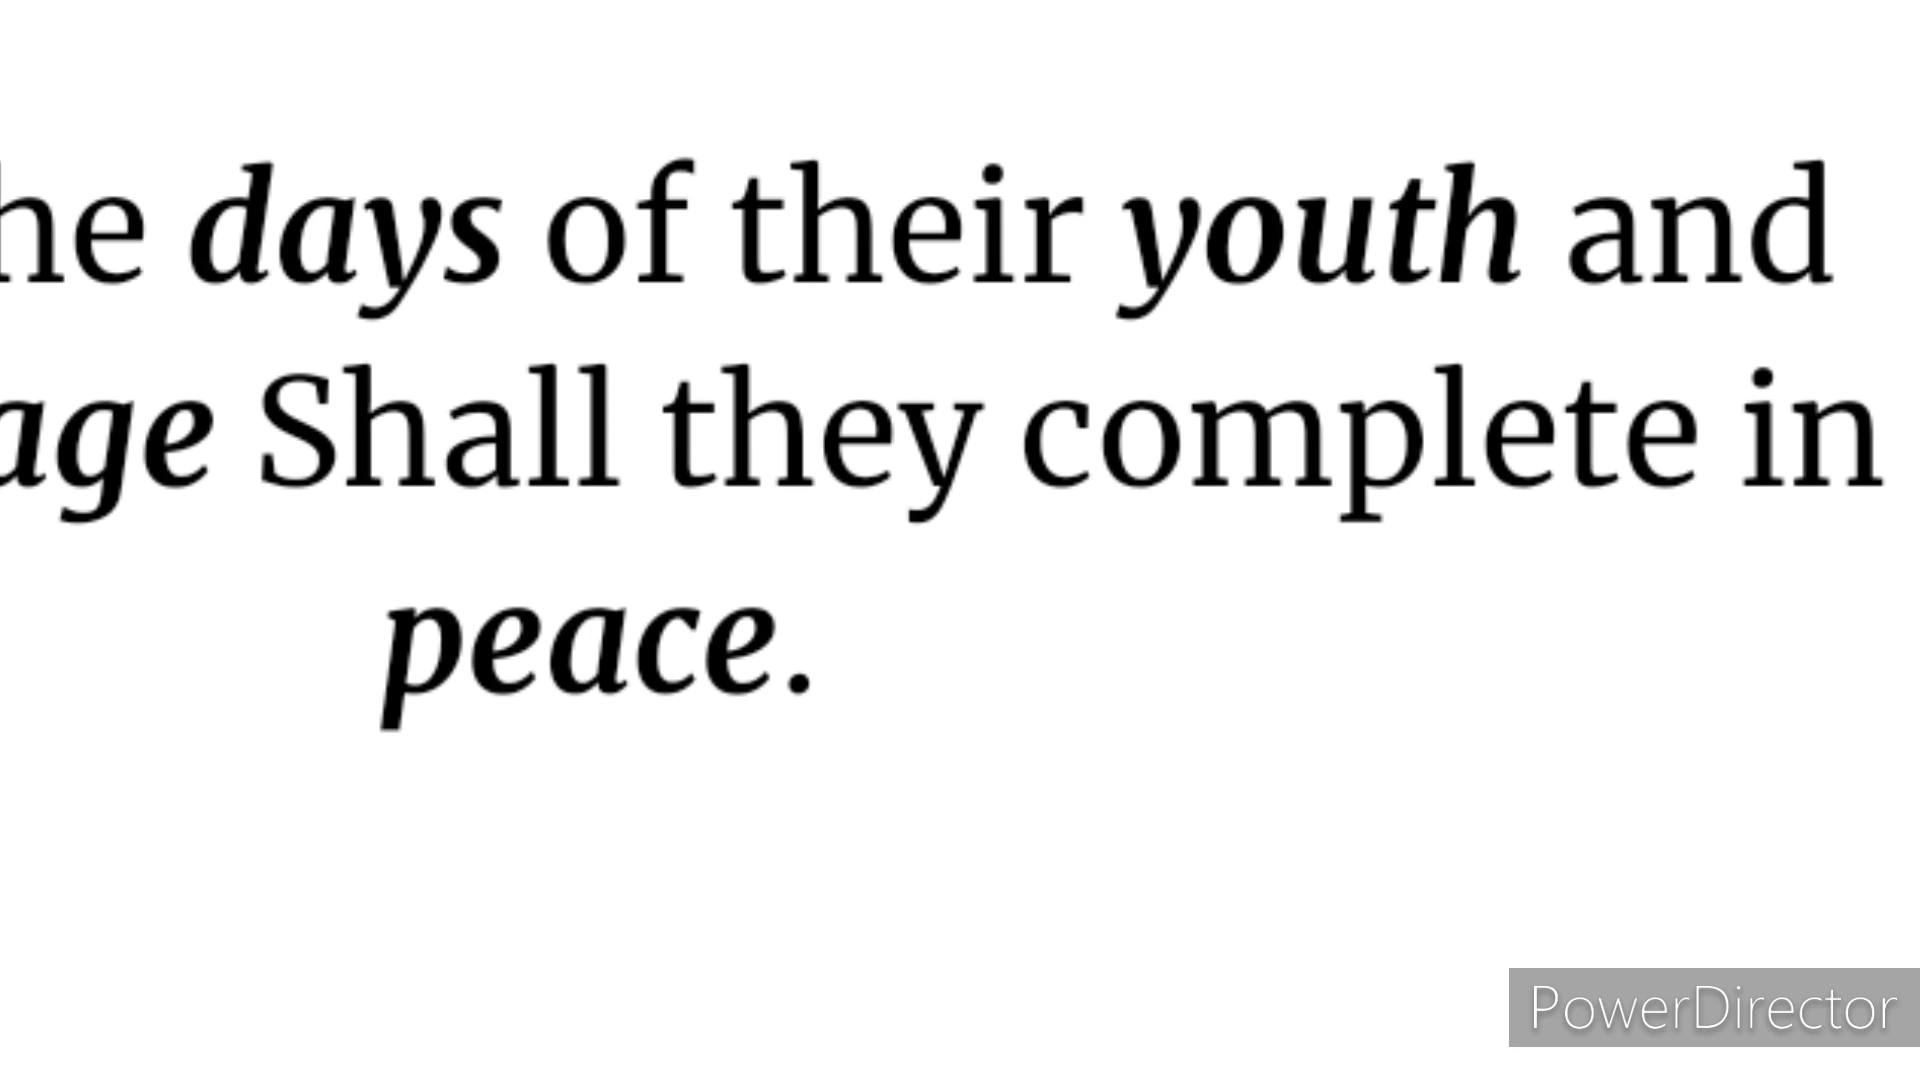 he days of their youth and
age Shall they complete in
peace.
PowerDirector